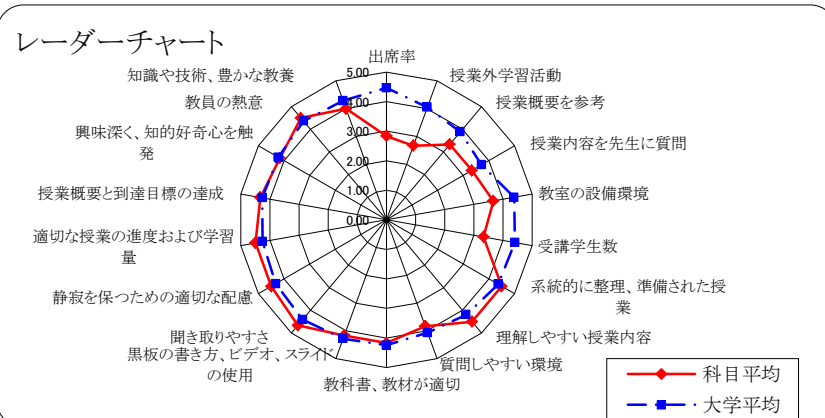 レーダーチャート
出席率
授業外学習活動
授業概要を参考
授業内容を先生に質問
教室の設備環境
受講学生数
系統的に整理、準備された授
業
理解しやすい授業内容
質問しやすい環境
教科書、教材が適切
黒板の書き方、ビデオ、スライド
の使用
聞き取りやすさ
静寂を保つための適切な配慮
適切な授業の進度および学習
量
授業概要と到達目標の達成
興味深く、知的好奇心を触
発
教員の熱意
知識や技術、豊かな教養
5.00
4.00
3.00
2.00
1.00
0.00
科目平均
大学平均